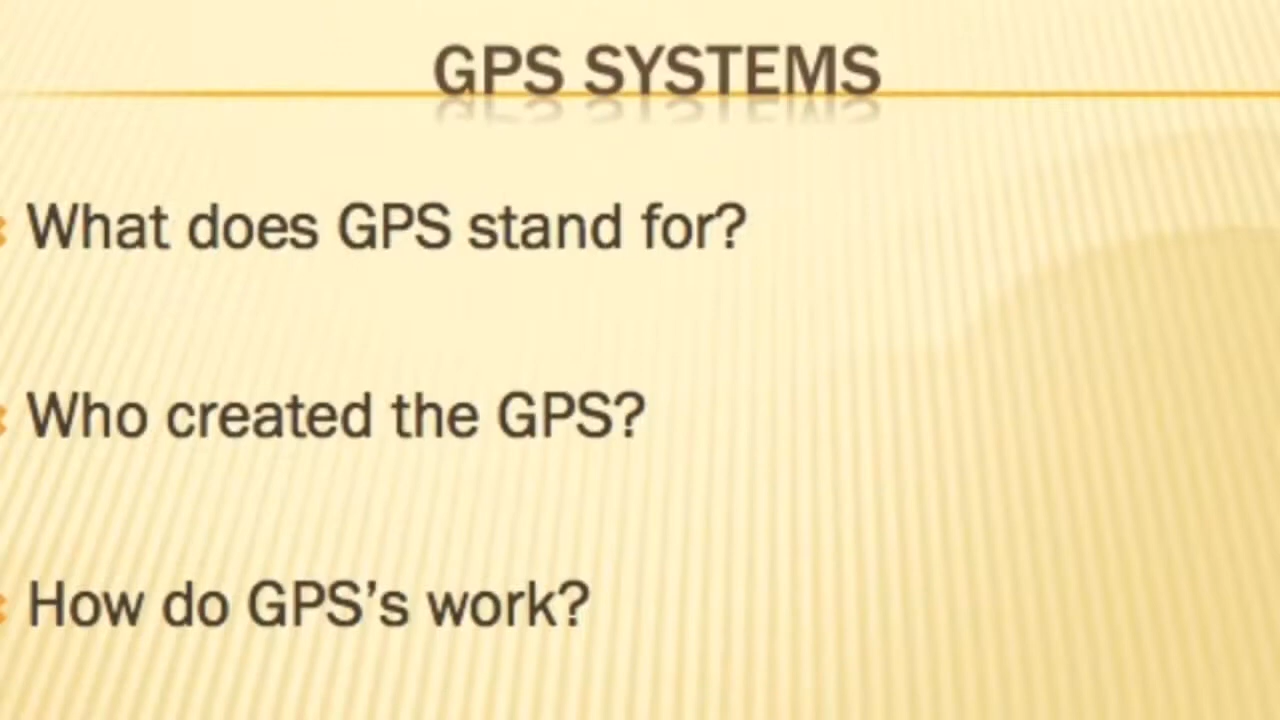 GPS SYSTEMS
What does GPS stand for?
Who created the GPS?
How do GPS’s work?